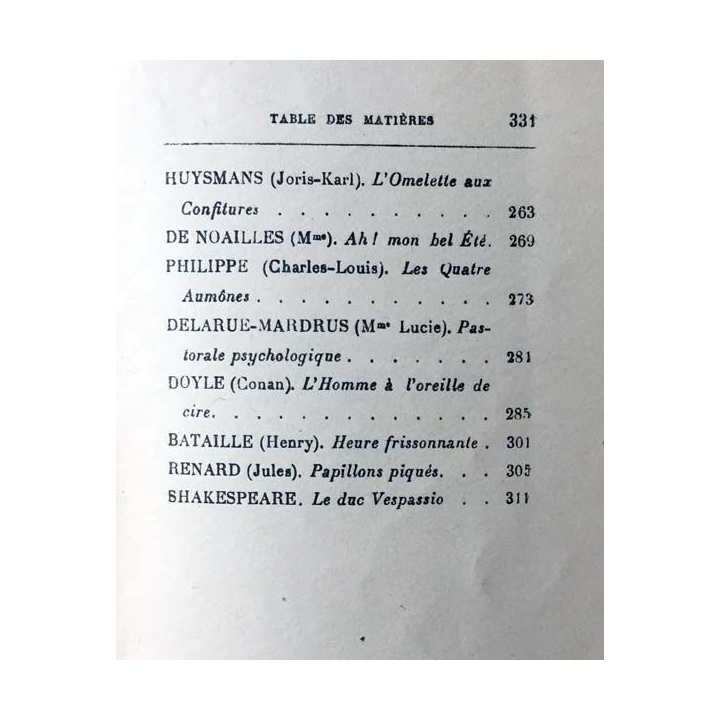 TABLE DES MATIÈRES 331
HUYSMANS (Joris-Karl). L'Omelette aux
Confitures . . . . . . . . . . 263
DE NOAILLES (Mme). Ah! mon bel Été. 269
PHILIPPE (Charles-Louis). Les Quatre
Aumônes . . . . . . . . . . . 273
DELARUE-MARDRUS (Mme Lucie). Pas-
torale psychologique . . . . . . . 281
DOYLE (Conan). L'Homme à l'oreille de
cire. . . . . . . . . . . . . 285
BATAILLE (Henry). Heure frissonnante . 301
RENARD (Jules). Papillons piqués. . . 305
SHAKESPEARE. Le duc Vespassio . . 311